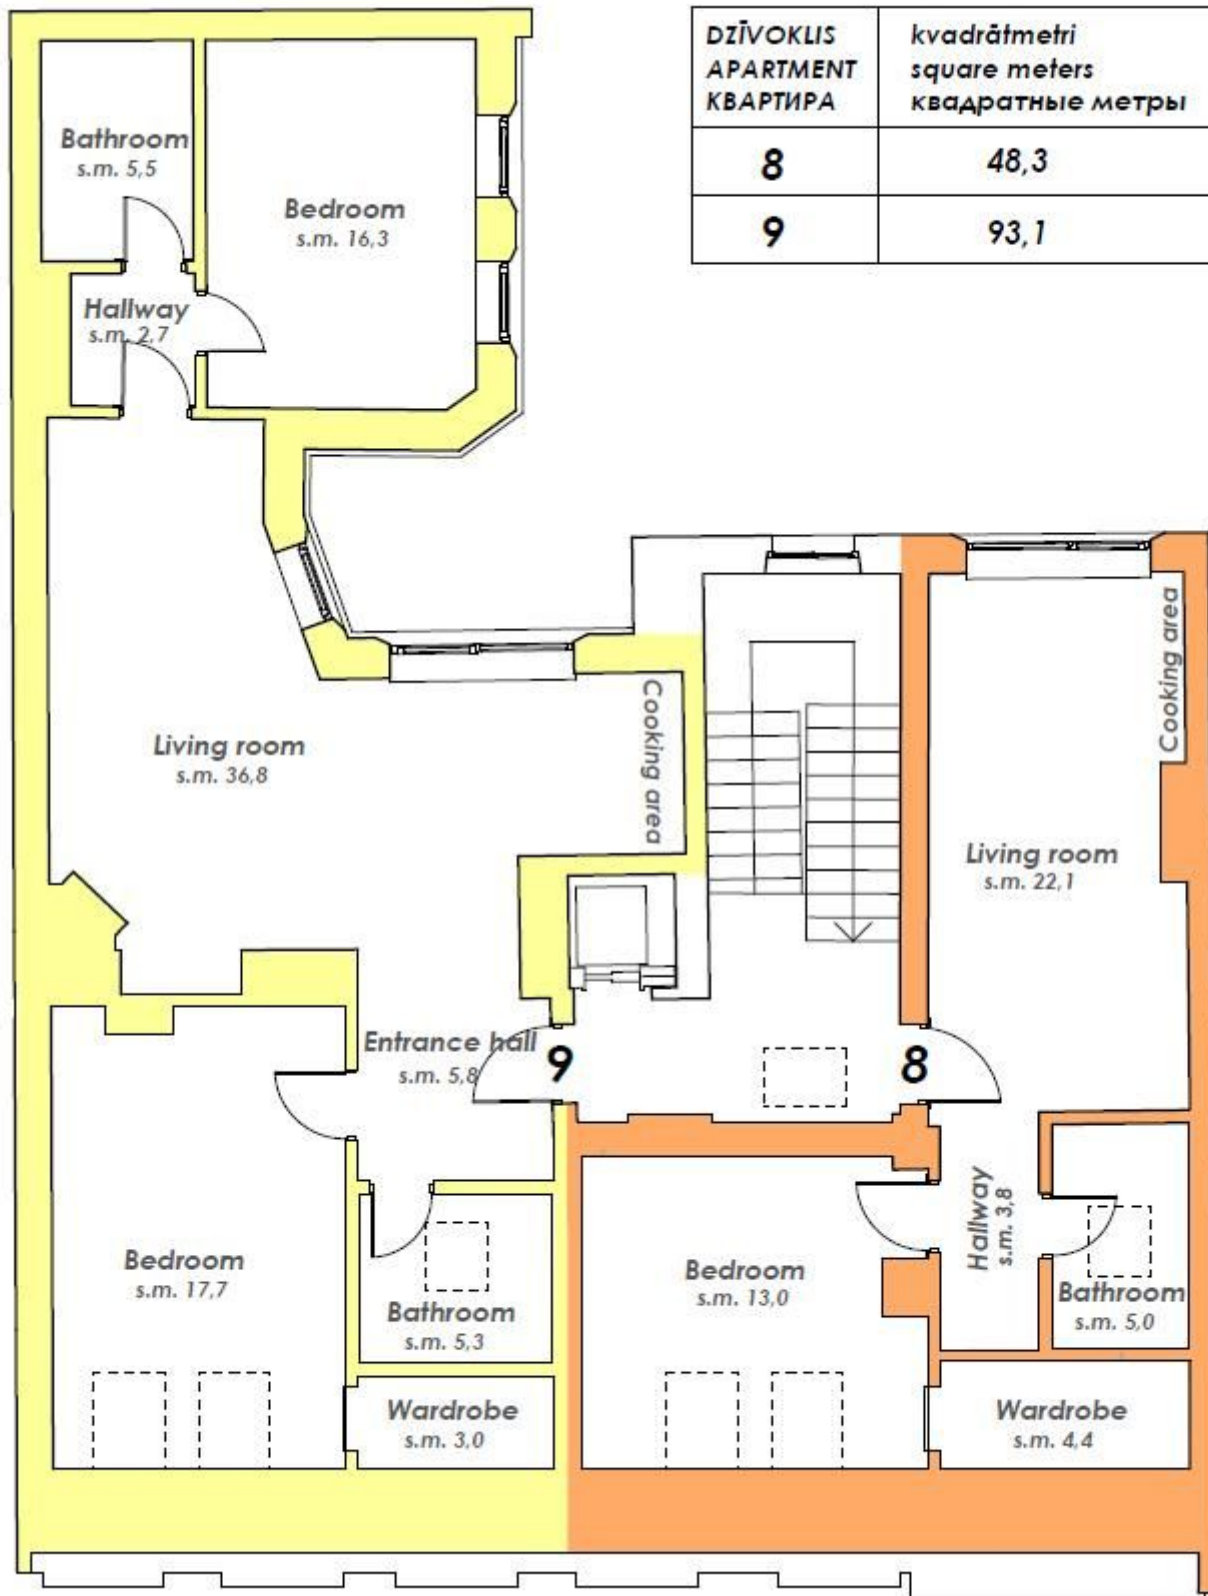 DZĪVOKLIS
APARTMENT
КВАРТИРА
kvadrātmetri
square meters
квадратные метры
8
48,3
9
93,1
Bathroom
s.m. 5,5
Bedroom
s.m. 16,3
Hallway
s.m. 2,7
Living room
s.m. 36,8
Cooking area
Cooking area
Living room
s.m. 22,1
Entrance hall
s.m. 5,8
9
8
Bedroom
s.m. 17,7
Bathroom
s.m. 5,3
Wardrobe
s.m. 3,0
Bedroom
s.m. 13,0
Hallway
s.m. 3,8
Bathroom
s.m. 5,0
Wardrobe
s.m. 4,4